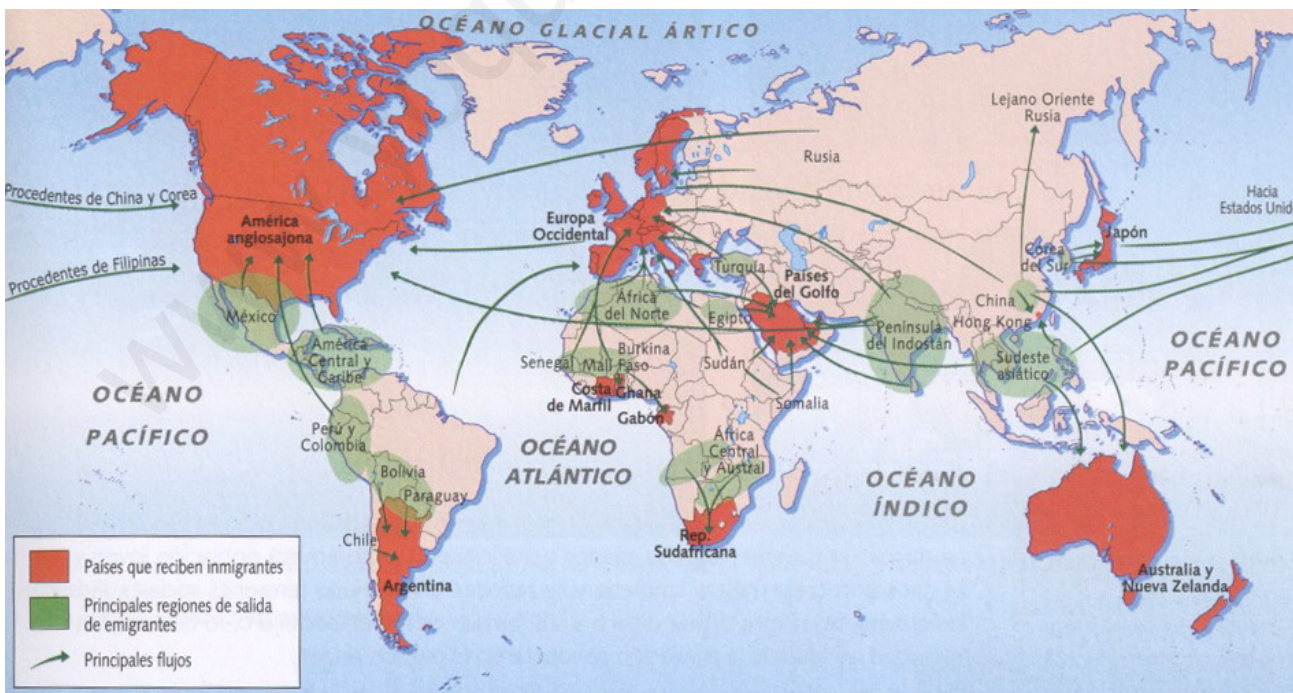 OCÉANO GLACIAL ÁRTICO
Lejano Oriente
Rusia
Rusia
Procedentes de China y Corea
Hacia
Estados Unid
América
anglosajona
Europa
Occidental
Japón
Corea
del Sur
Procedentes de Filipinas
Turquía
Países
del Golfo
China
México
África
del Norte
Egipto
Hong Kong
Península
del Indostán
América
Central y
Caribe
Senegal
Malí
Burkina
Faso
Sudán
Sudeste
asiático
OCÉANO
PACÍFICO
OCÉANO
PACÍFICO
Costa
de Marfil
Ghana
Gabón
Somalia
Perú y
Colombia
OCÉANO
ATLÁNTICO
África
Central
y Austral
OCÉANO
ÍNDICO
Bolivia
Paraguay
Chile
Rep.
Sudafricana
Argentina
Australia y
Nueva Zelanda
Países que reciben inmigrantes
Principales regiones de salida
de emigrantes
Principales flujos